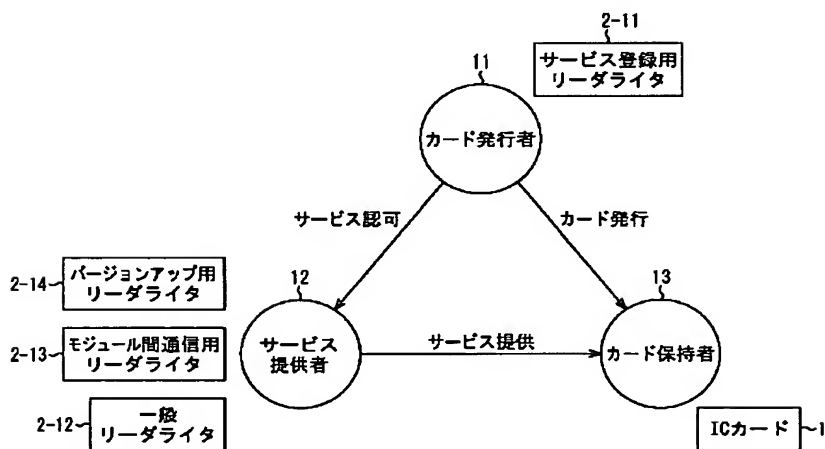 2-11
サービス登録用
リーダライタ
11
カード発行者
サービス認可
カード発行
2-14
バージョンアップ用
リーダライタ
12
13
2-13
モジュール間通信用
リーダライタ
サービス
提供者
サービス提供
カード保持者
2-12
一般
リーダライタ
ICカード
1